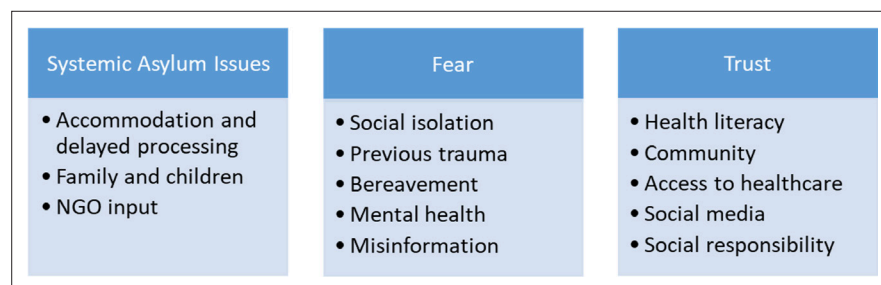 Systemic Asylum Issues
• Accommodation and
delayed processing
• Family and children
• NGO input
Fear
• Social isolation
• Previous trauma
• Bereavement
• Mental health
• Misinformation
Trust
• Health literacy
• Community
• Access to healthcare
• Social media
• Social responsibility